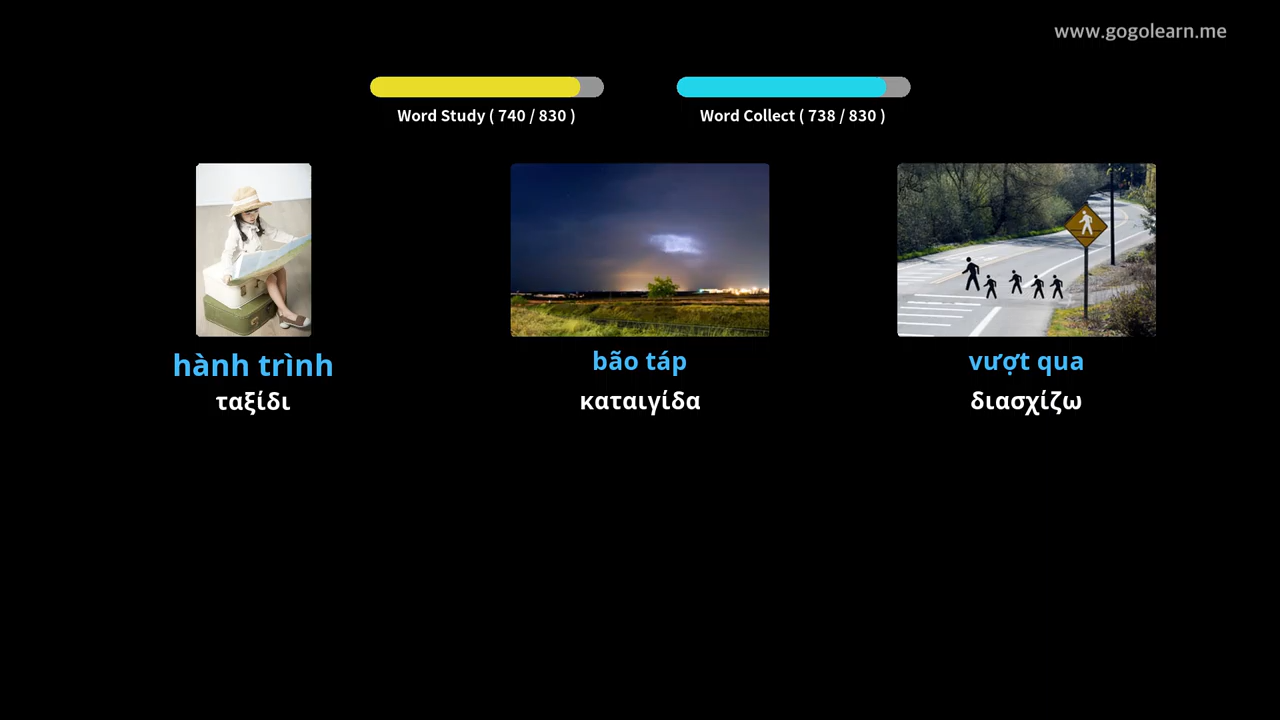 www.gogolearn.me
Word Study ( 740 / 830 )
Word Collect ( 738 / 830 )
hành trình
ταξίδι
bão táp
καταιγίδα
vượt qua
διασχίζω